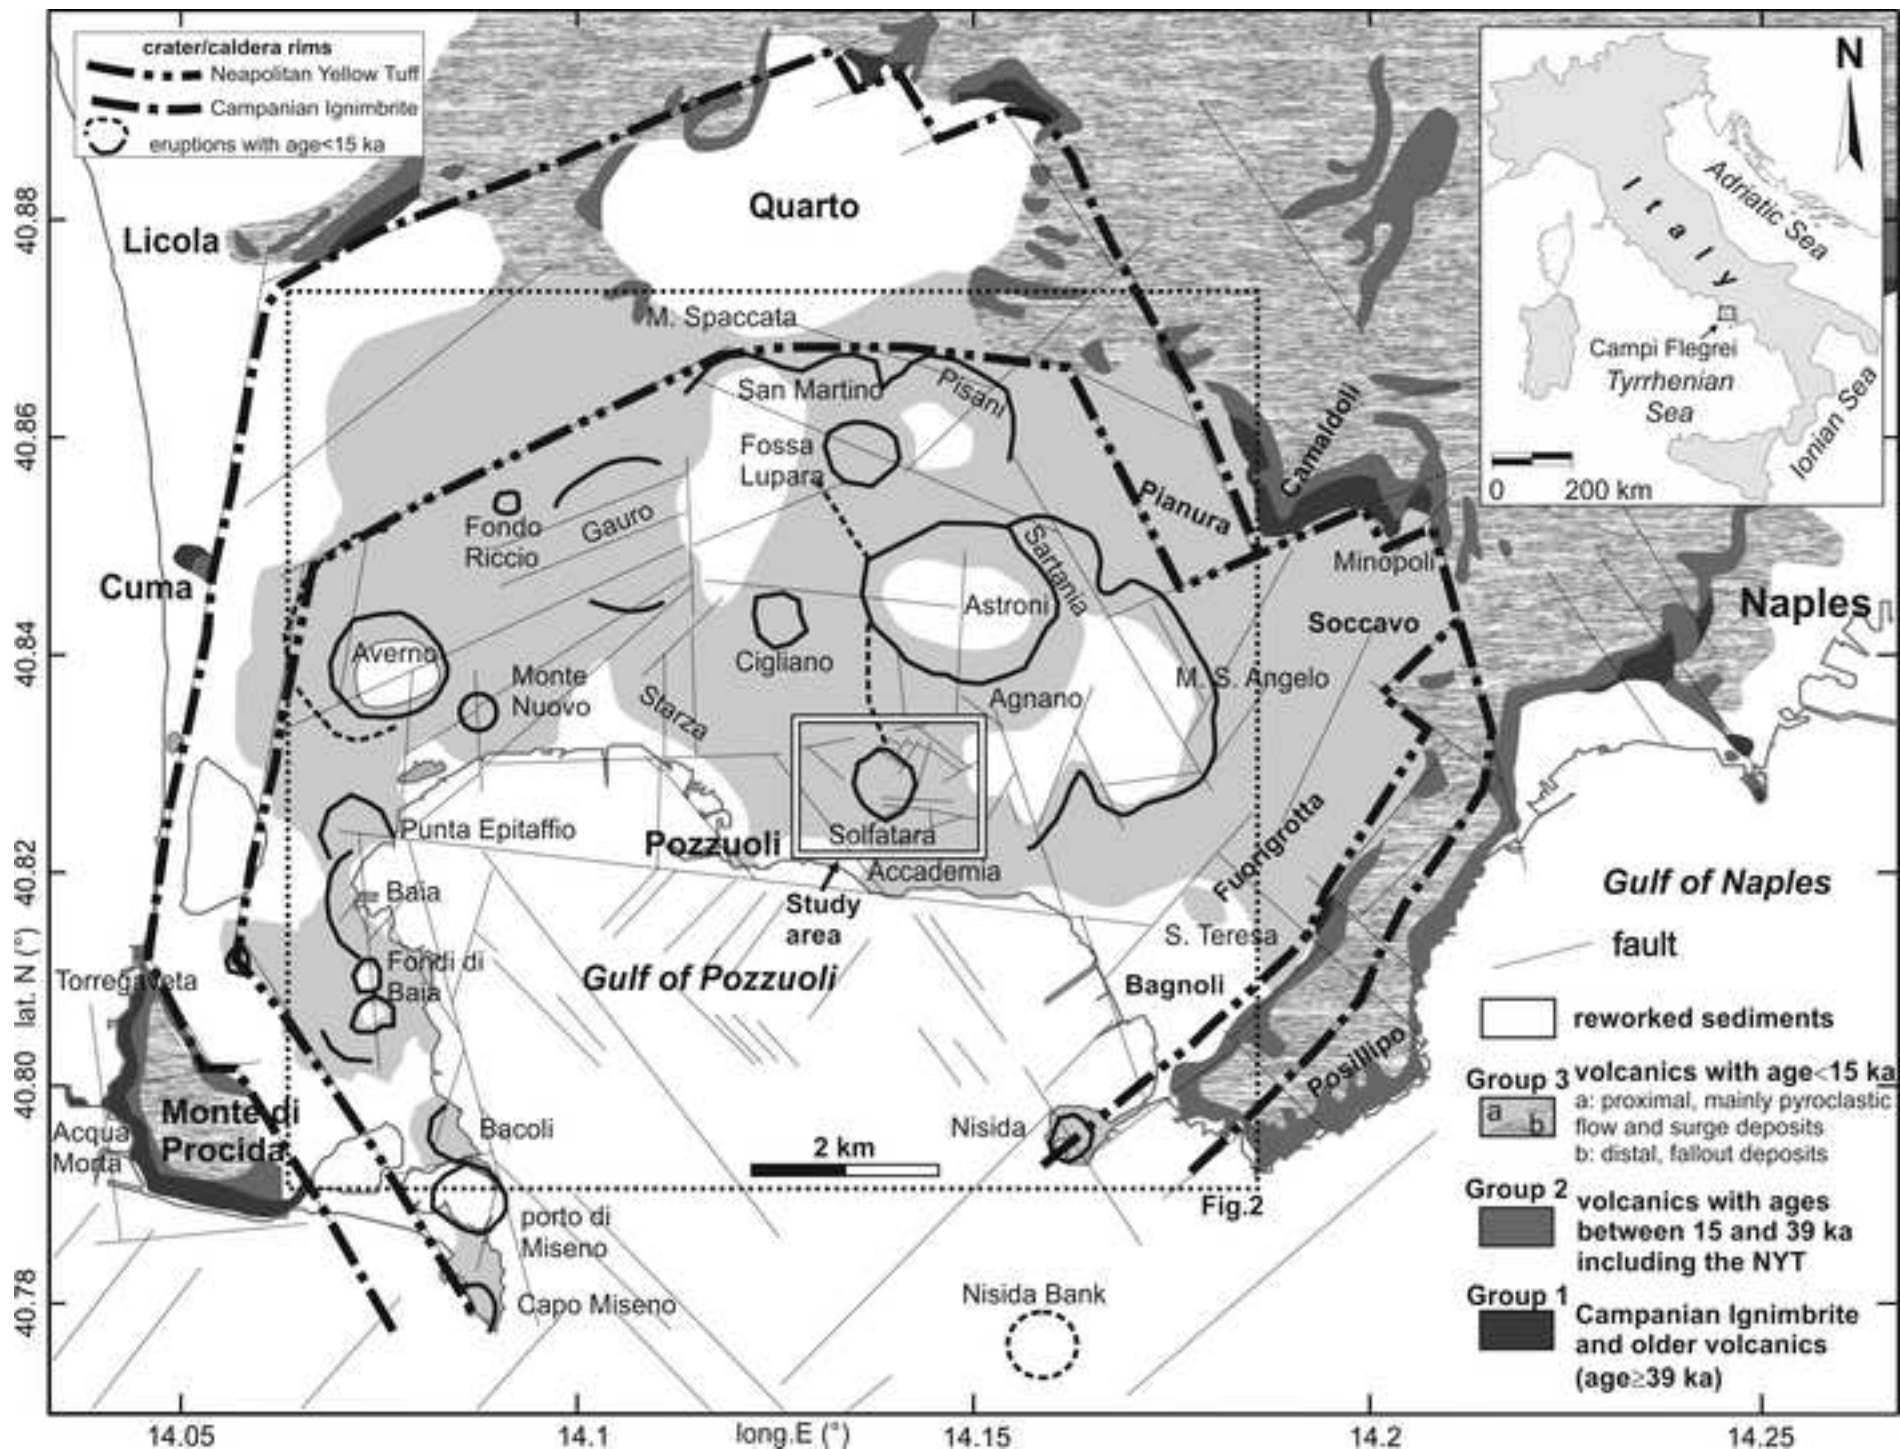 crater/caldera rims
Neapolitan Yellow Tuff
Campanian Ignimbrite
eruptions with age<15 ka
N
Italy
Adriatic Sea
Campi Flegrei
Tyrrhenian
Sea
Ionian Sea
0 200 km
Quarto
Licola
M. Spaccata
San Martino
Pisani
Camaldoli
Fossa
Lupara
Pianura
Fondo
Riccio
Gauro
Sartania
Minopoli
Cuma
Astroni
Naples
Soccavo
Averno
Cigliano
Monte
Nuovo
Starza
Agnano
M. S. Angelo
Punta Epitaffio
Pozzuoli
Solfatara
Accademia
Fuorigrotta
Baia
Study
area
Gulf of Naples
S. Teresa
Fondi di
Baia
Gulf of Pozzuoli
Bagnoli
Torregaveta
Posillipo
Monte di
Procida
Acqua
Morta
Bacoli
Nisida
2 km
Fig.2
porto di
Miseno
Capo Miseno
Nisida Bank
fault
reworked sediments
Group 3 volcanics with age<15 ka
a b
a: proximal, mainly pyroclastic
flow and surge deposits
b: distal, fallout deposits
Group 2 volcanics with ages
between 15 and 39 ka
including the NYT
Group 1 Campanian Ignimbrite
and older volcanics
(age≥39 ka)
40.88
40.86
40.84
40.82
lat. N (°)
40.80
40.78
14.05 14.1 long.E (°) 14.15 14.2 14.25